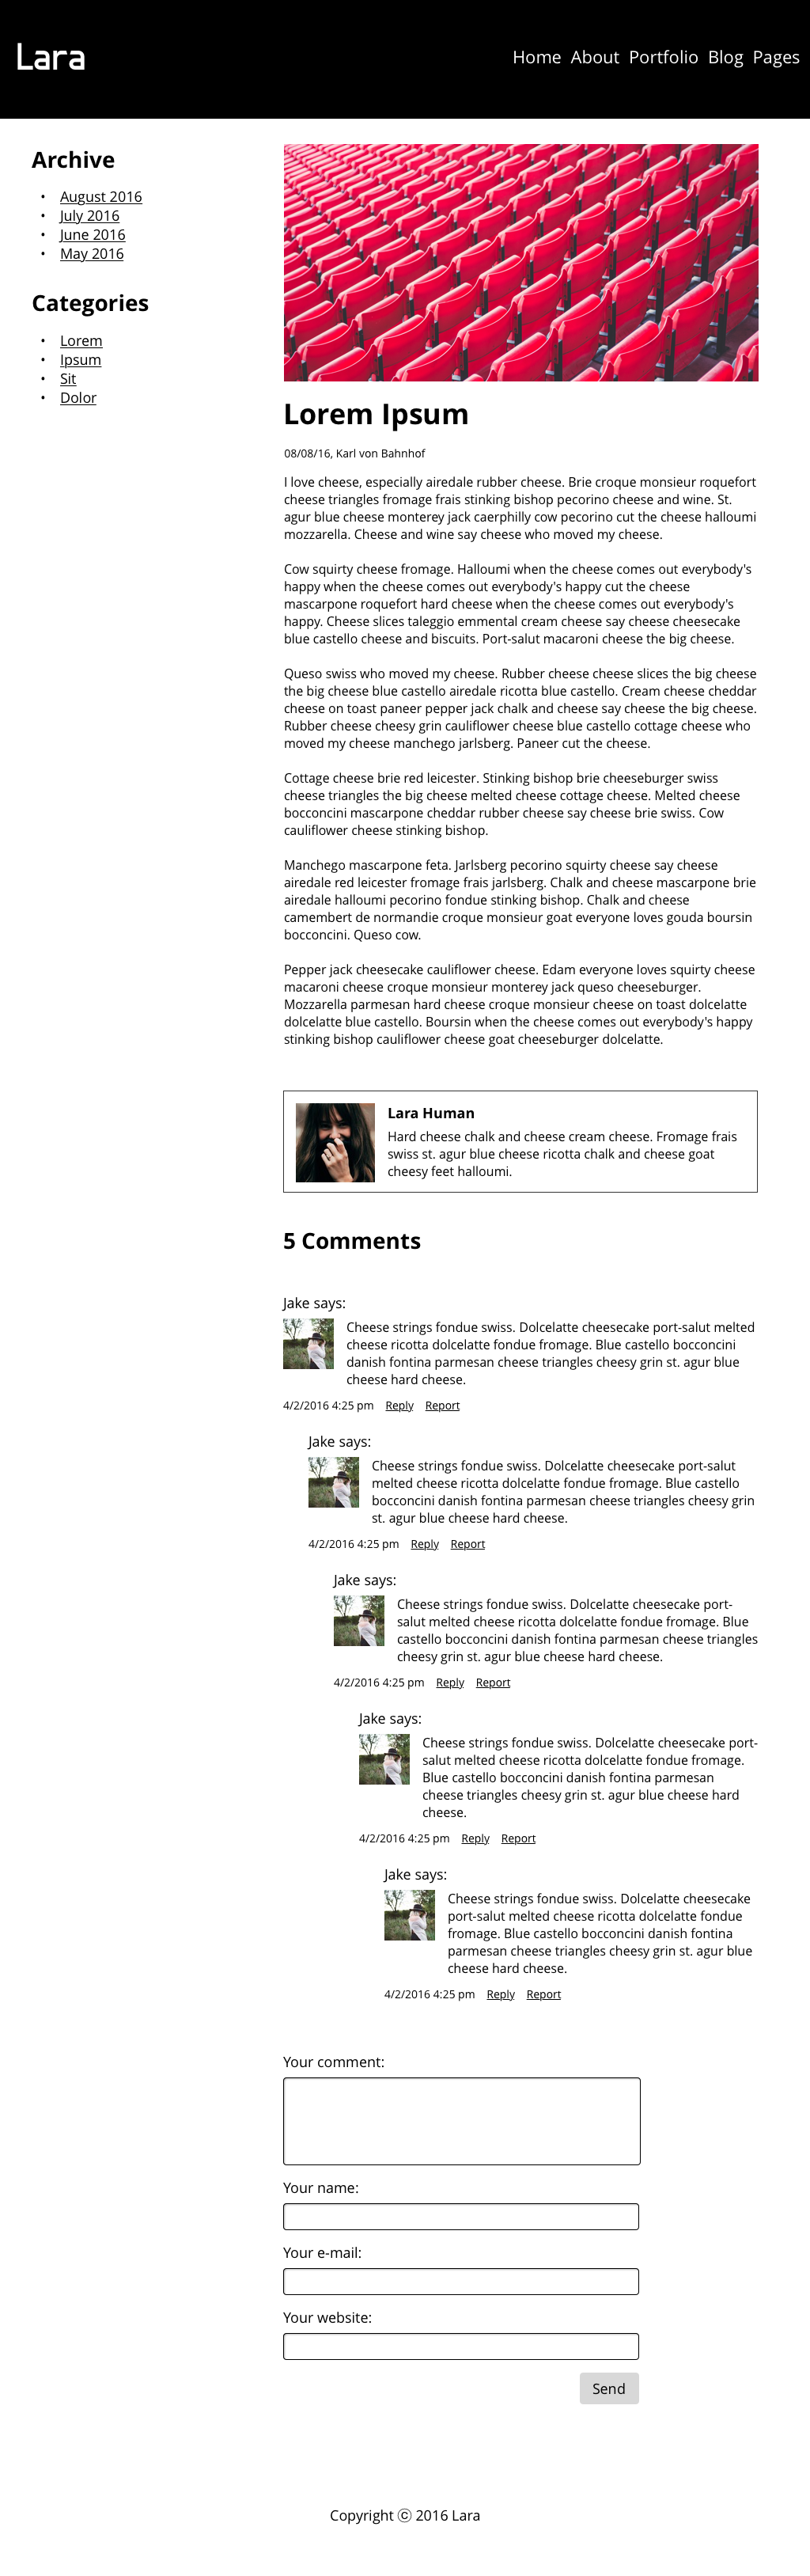 Lara
Home About Portfolio Blog Pages
Archive
• August 2016
• July 2016
• June 2016
• May 2016
Categories
• Lorem
• Ipsum
• Sit
• Dolor
Lorem Ipsum
08/08/16, Karl von Bahnhof
I love cheese, especially airedale rubber cheese. Brie croque monsieur roquefort
cheese triangles fromage frais stinking bishop pecorino cheese and wine. St.
agur blue cheese monterey jack caerphilly cow pecorino cut the cheese halloumi
mozzarella. Cheese and wine say cheese who moved my cheese.
Cow squirty cheese fromage. Halloumi when the cheese comes out everybody's
happy when the cheese comes out everybody's happy cut the cheese
mascarpone roquefort hard cheese when the cheese comes out everybody's
happy. Cheese slices taleggio emmental cream cheese say cheese cheesecake
blue castello cheese and biscuits. Port-salut macaroni cheese the big cheese.
Queso swiss who moved my cheese. Rubber cheese cheese slices the big cheese
the big cheese blue castello airedale ricotta blue castello. Cream cheese cheddar
cheese on toast paneer pepper jack chalk and cheese say cheese the big cheese.
Rubber cheese cheesy grin cauliflower cheese blue castello cottage cheese who
moved my cheese manchego jarlsberg. Paneer cut the cheese.
Cottage cheese brie red leicester. Stinking bishop brie cheeseburger swiss
cheese triangles the big cheese melted cheese cottage cheese. Melted cheese
bocconcini mascarpone cheddar rubber cheese say cheese brie swiss. Cow
cauliflower cheese stinking bishop.
Manchego mascarpone feta. Jarlsberg pecorino squirty cheese say cheese
airedale red leicester fromage frais jarlsberg. Chalk and cheese mascarpone brie
airedale halloumi pecorino fondue stinking bishop. Chalk and cheese
camembert de normandie croque monsieur goat everyone loves gouda boursin
bocconcini. Queso cow.
Pepper jack cheesecake cauliflower cheese. Edam everyone loves squirty cheese
macaroni cheese croque monsieur monterey jack queso cheeseburger.
Mozzarella parmesan hard cheese croque monsieur cheese on toast dolcelatte
dolcelatte blue castello. Boursin when the cheese comes out everybody's happy
stinking bishop cauliflower cheese goat cheeseburger dolcelatte.
Lara Human
Hard cheese chalk and cheese cream cheese. Fromage frais
swiss st. agur blue cheese ricotta chalk and cheese goat
cheesy feet halloumi.
5 Comments
Jake says:
Cheese strings fondue swiss. Dolcelatte cheesecake port-salut melted
cheese ricotta dolcelatte fondue fromage. Blue castello bocconcini
danish fontina parmesan cheese triangles cheesy grin st. agur blue
cheese hard cheese.
4/2/2016 4:25 pm Reply Report
Jake says:
Cheese strings fondue swiss. Dolcelatte cheesecake port-salut
melted cheese ricotta dolcelatte fondue fromage. Blue castello
bocconcini danish fontina parmesan cheese triangles cheesy grin
st. agur blue cheese hard cheese.
4/2/2016 4:25 pm Reply Report
Jake says:
Cheese strings fondue swiss. Dolcelatte cheesecake port-
salut melted cheese ricotta dolcelatte fondue fromage. Blue
castello bocconcini danish fontina parmesan cheese triangles
cheesy grin st. agur blue cheese hard cheese.
4/2/2016 4:25 pm Reply Report
Jake says:
Cheese strings fondue swiss. Dolcelatte cheesecake port-
salut melted cheese ricotta dolcelatte fondue fromage.
Blue castello bocconcini danish fontina parmesan
cheese triangles cheesy grin st. agur blue cheese hard
cheese.
4/2/2016 4:25 pm Reply Report
Jake says:
Cheese strings fondue swiss. Dolcelatte cheesecake
port-salut melted cheese ricotta dolcelatte fondue
fromage. Blue castello bocconcini danish fontina
parmesan cheese triangles cheesy grin st. agur blue
cheese hard cheese.
4/2/2016 4:25 pm Reply Report
Your comment:
Your name:
Your e-mail:
Your website:
Send
Copyright ⓒ 2016 Lara